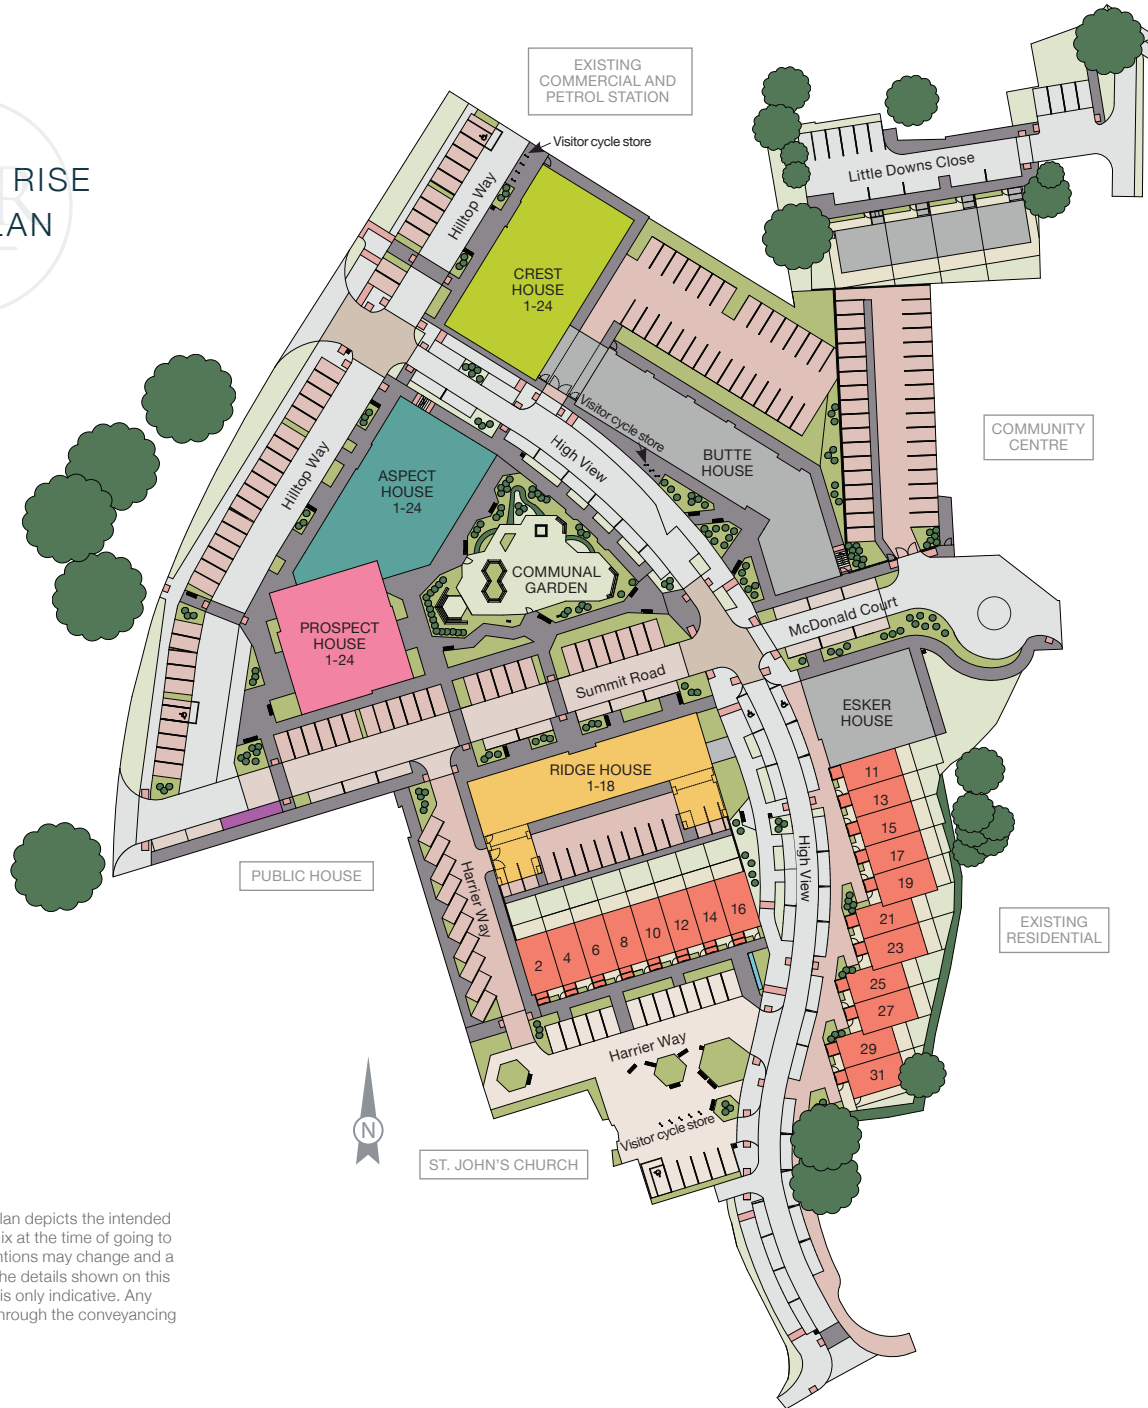 RISE
LAN
EXISTING
COMMERCIAL AND
PETROL STATION
Visitor cycle store
Little Downs Close
Hilltop Way
CREST
HOUSE
1-24
COMMUNITY
CENTRE
Visitor cycle store
BUTTE
HOUSE
High View
Hilltop Way
ASPECT
HOUSE
1-24
COMMUNAL
GARDEN
McDonald Court
PROSPECT
HOUSE
1-24
Summit Road
ESKER
HOUSE
RIDGE HOUSE
1-18
11
13
15
17
19
21
23
25
27
29
31
High View
PUBLIC HOUSE
Harrier Way
2
4
6
8
10
12
14
16
EXISTING
RESIDENTIAL
Harrier Way
N
Visitor cycle store
ST. JOHN'S CHURCH
lan depicts the intended
ix at the time of going to
ntions may change and a
he details shown on this
is only indicative. Any
hrough the conveyancing